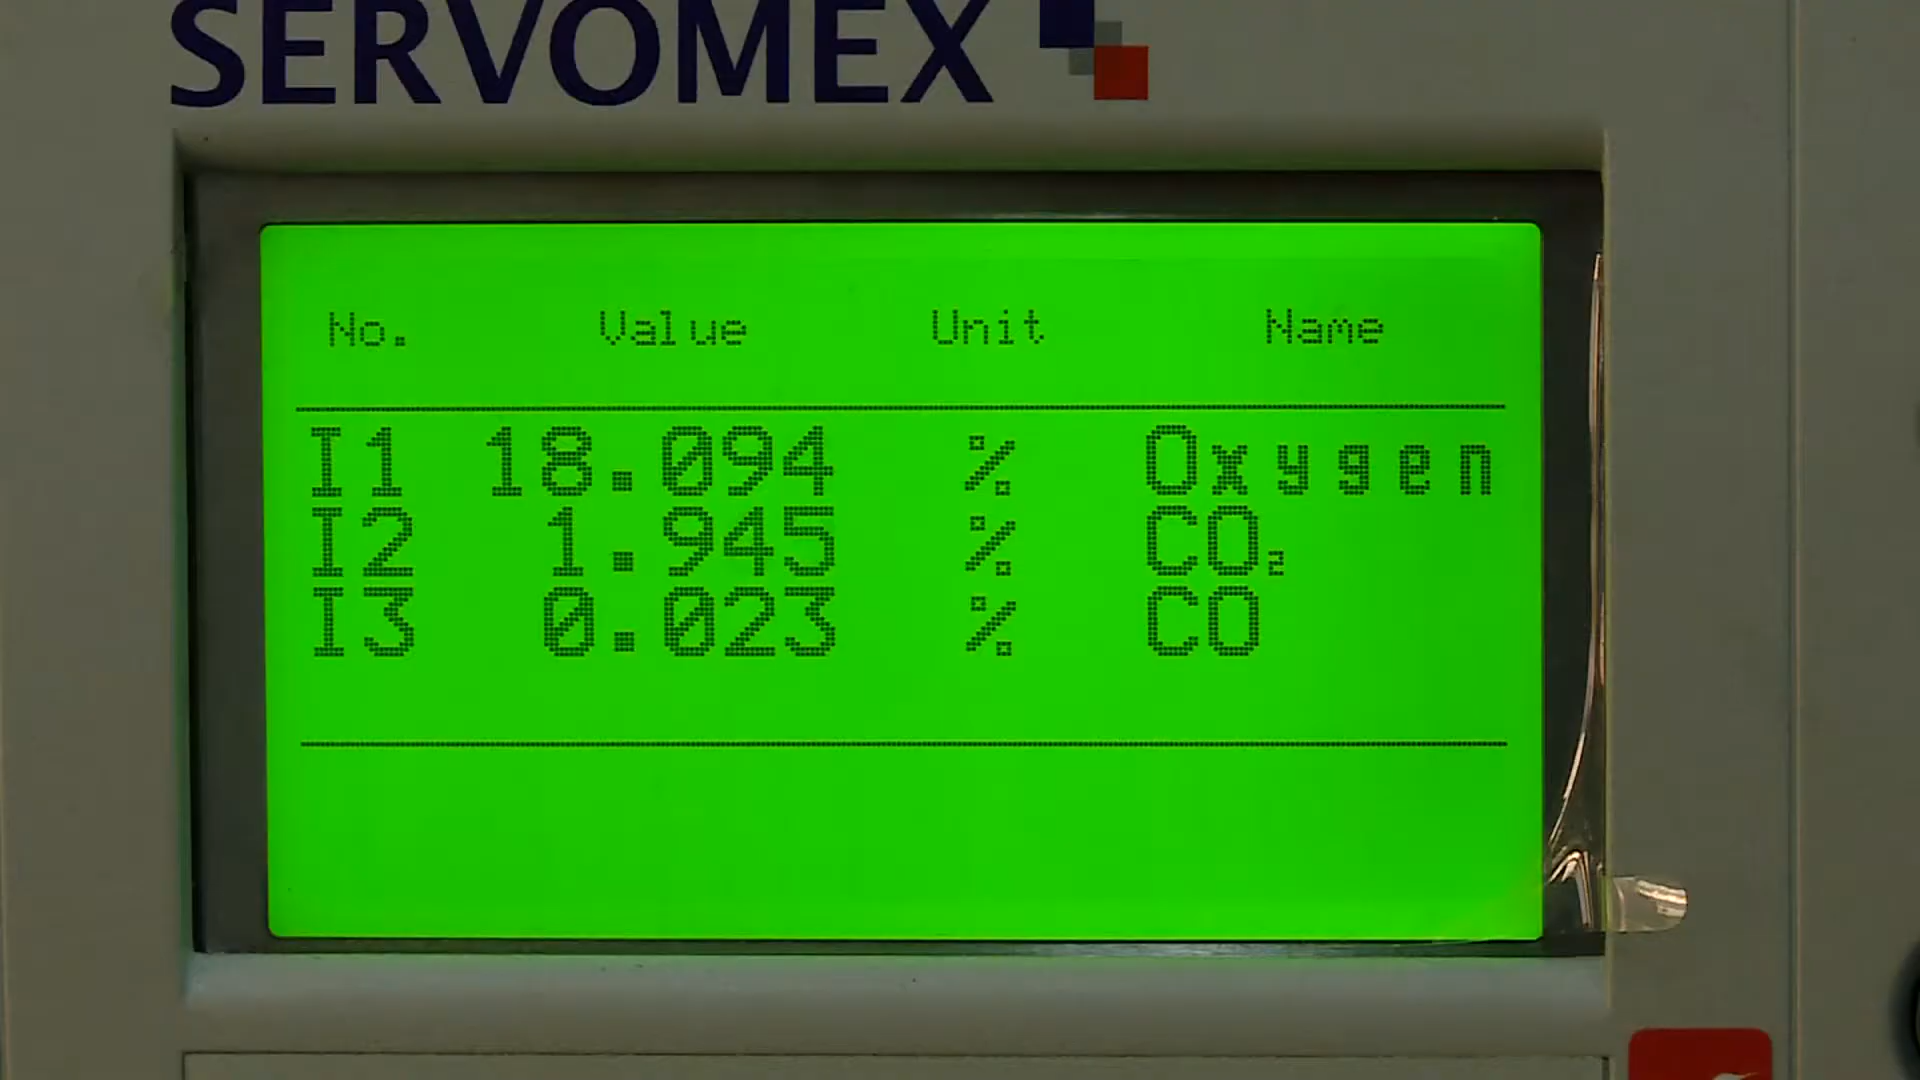 SERVOMEX
No. Value Unit Name
I1 18.094 % Oxygen
I2 1.945 % CO₂
I3 0.023 % CO